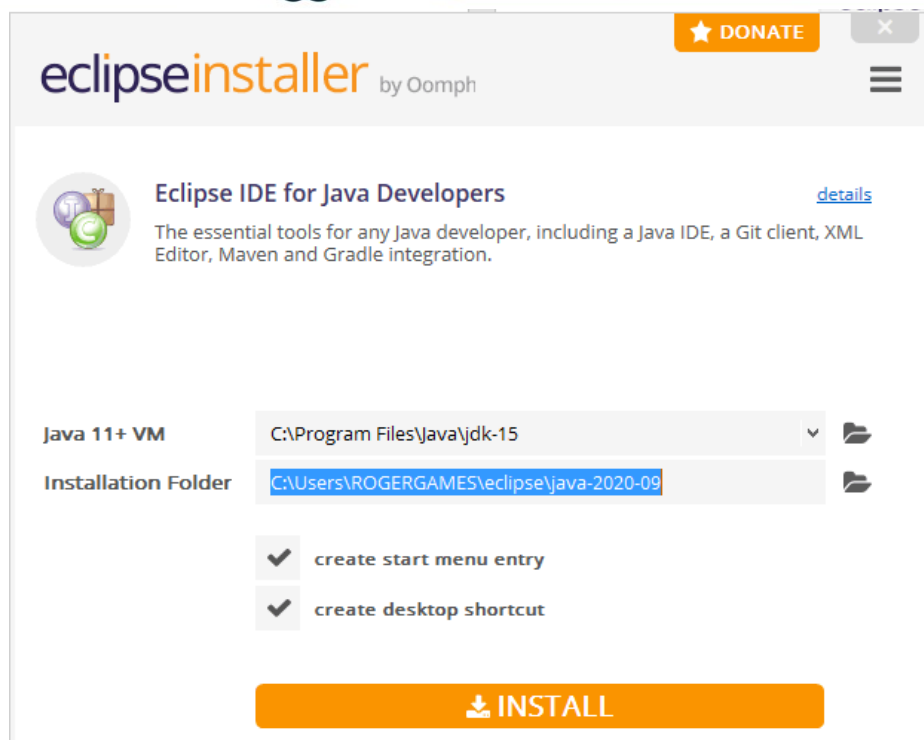 DONATE
eclipseinstaller by Oomph
Eclipse IDE for Java Developers details
The essential tools for any Java developer, including a Java IDE, a Git client, XML
Editor, Maven and Gradle integration.
Java 11+ VM C:\Program Files\Java\jdk-15
Installation Folder C:\Users\ROGERGAMES\eclipse\java-2020-09
create start menu entry
create desktop shortcut
INSTALL